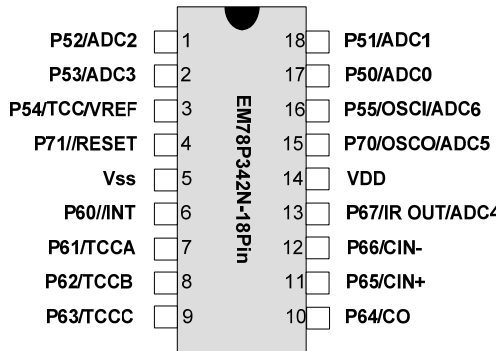 P52/ADC2 1 18 P51/ADC1
P53/ADC3 2 17 P50/ADC0
P54/TCC/VREF 3 16 P55/OSCI/ADC6
P71//RESET 4 15 P70/OSCO/ADC5
Vss 5 14 VDD
P60//INT 6 13 P67/IR OUT/ADC4
P61/TCCA 7 12 P66/CIN-
P62/TCCB 8 11 P65/CIN+
P63/TCCC 9 10 P64/CO
EM78P342N-18Pin